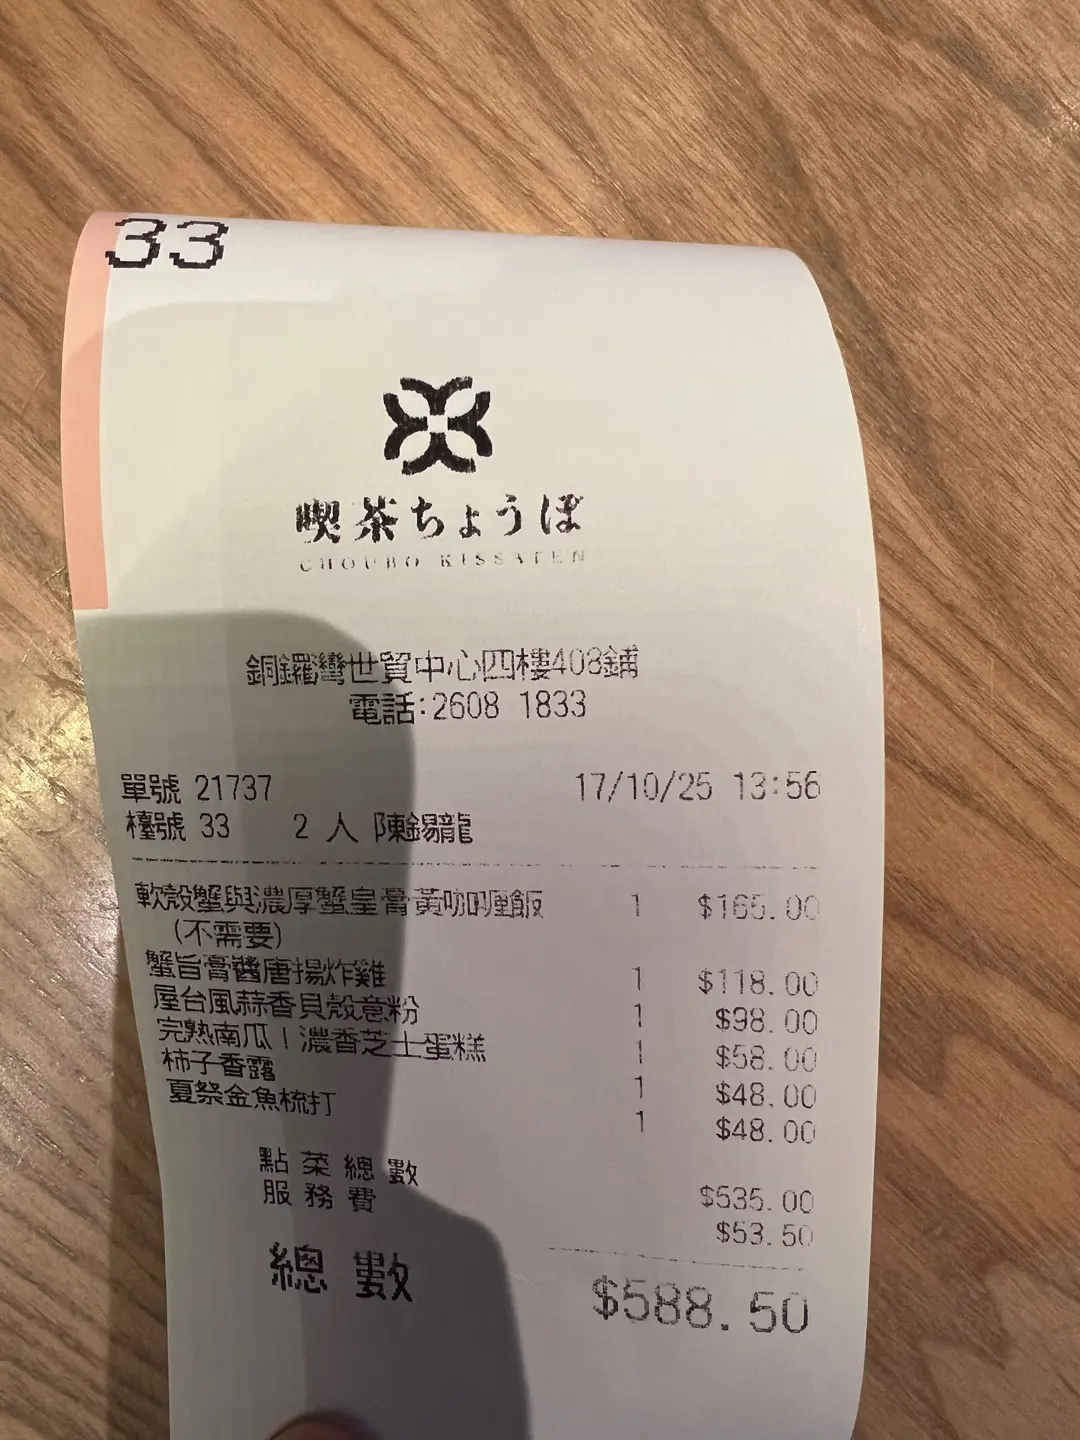 33
喫茶ちょうぼ
CHOUBO KISSATEN
銅鑼灣世貿中心四樓408鋪
電話:2608 1833
單號 21737 17/10/25 13:56
檯號 33 2 人 陳錫龍
軟殼蟹與濃厚蟹皇膏黃咖喱飯 1 $165.00
(不需要)
蟹旨膏醬唐揚炸雞 1 $118.00
屋台風蒜香貝殼意粉 1 $98.00
完熟南瓜|濃香芝士蛋糕 1 $58.00
柿子香露 1 $48.00
夏祭金魚梳打 1 $48.00
點菜總數 $535.00
服務費 $53.50
總數 $588.50